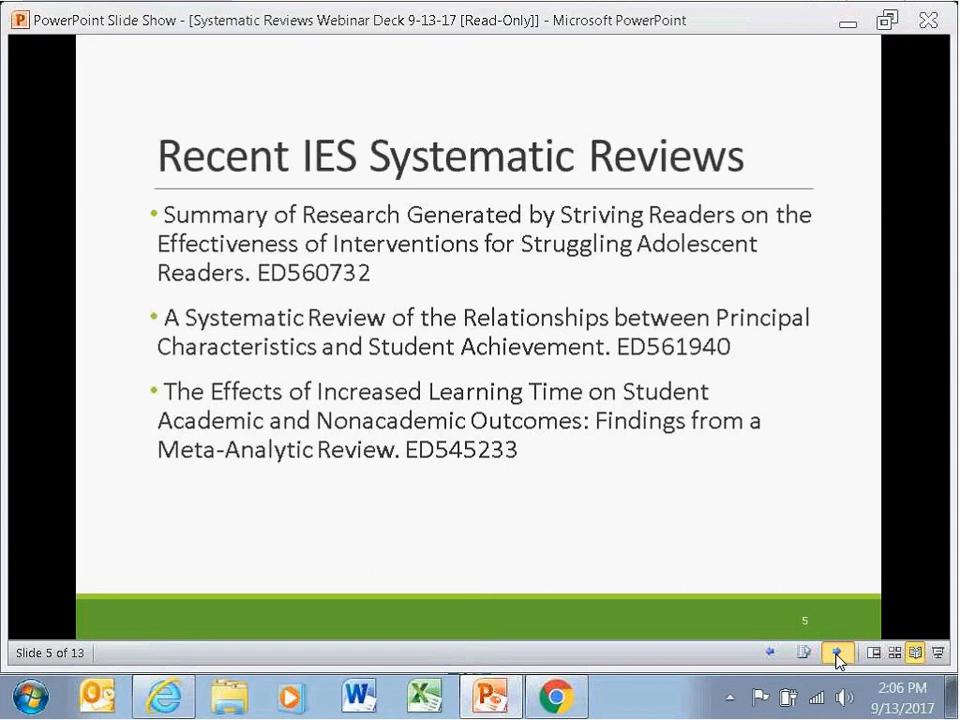 PowerPoint Slide Show - [Systematic Reviews Webinar Deck 9-13-17 [Read-Only]] - Microsoft PowerPoint
Recent IES Systematic Reviews
• Summary of Research Generated by Striving Readers on the
Effectiveness of Interventions for Struggling Adolescent
Readers. ED560732
• A Systematic Review of the Relationships between Principal
Characteristics and Student Achievement. ED561940
• The Effects of Increased Learning Time on Student
Academic and Nonacademic Outcomes: Findings from a
Meta-Analytic Review. ED545233
5
Slide 5 of 13
2:06 PM
9/13/2017